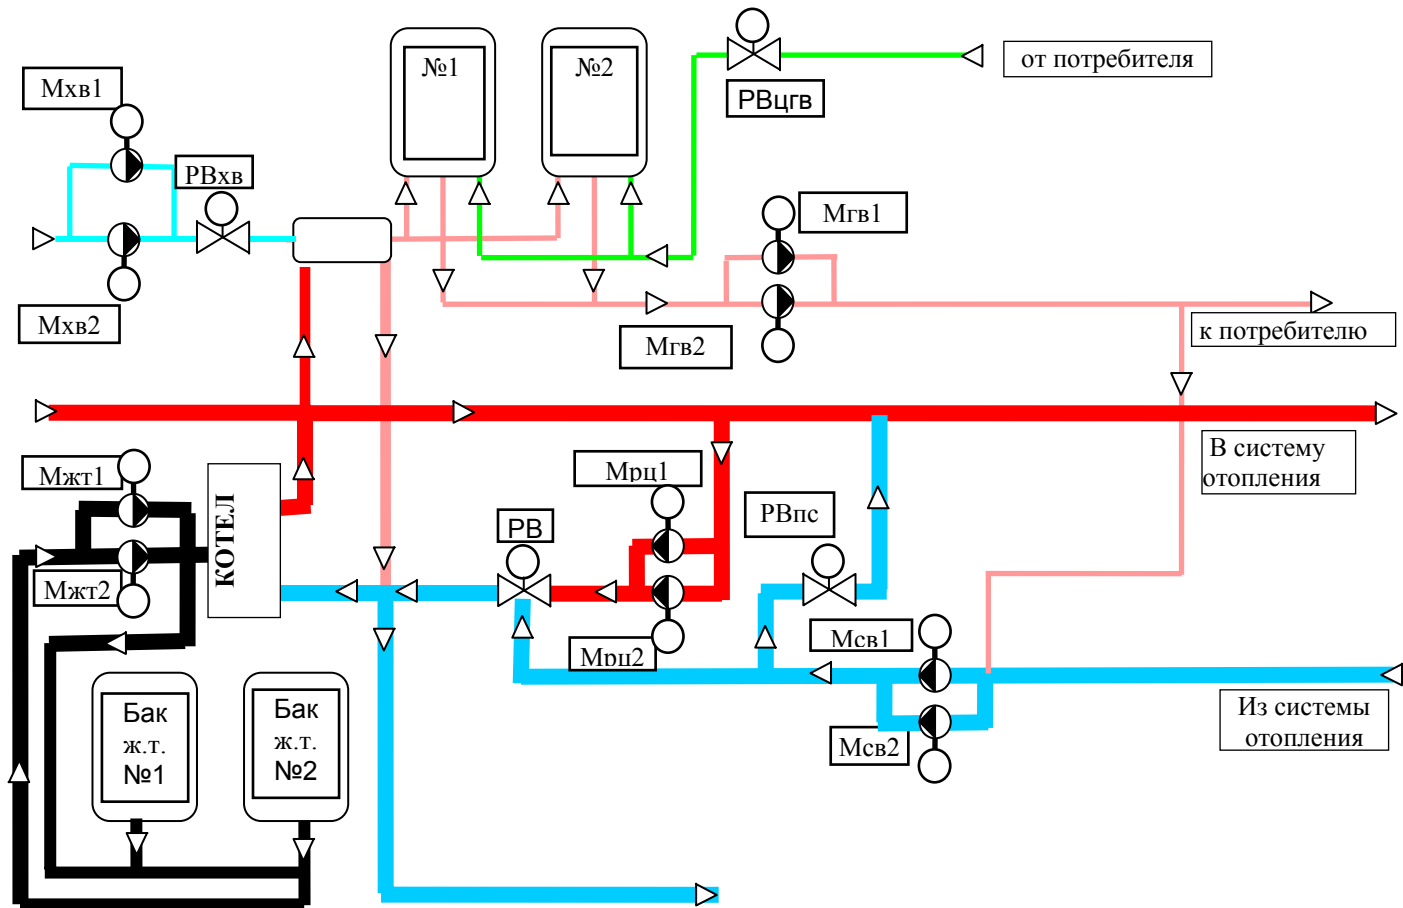 №1
№2
от потребителя
Мхв1
РВцгв
РВхв
Мгв1
Мхв2
Мгв2
к потребителю
В систему
отопления
Мжт1
Мрц1
РВпс
РВ
КОТЕЛ
Мжт2
Мсв1
Мрц2
Бак
ж.т.
№1
Бак
ж.т.
№2
Мсв2
Из системы
отопления